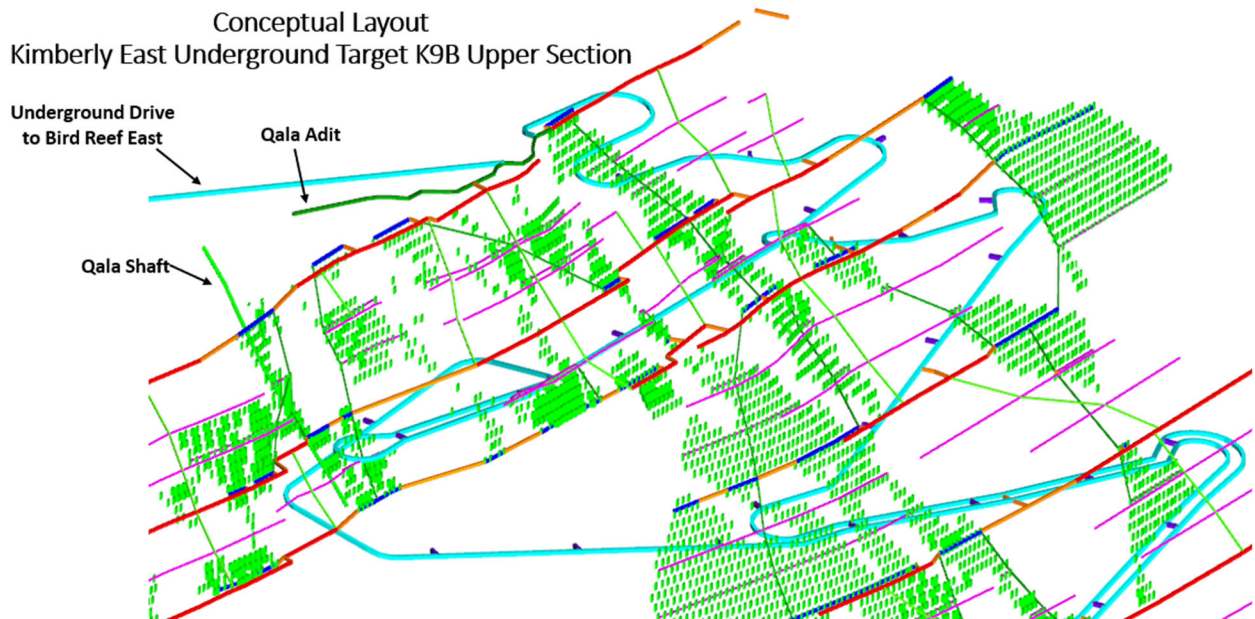 Conceptual Layout
Kimberly East Underground Target K9B Upper Section
Underground Drive
to Bird Reef East
Qala Adit
Qala Shaft